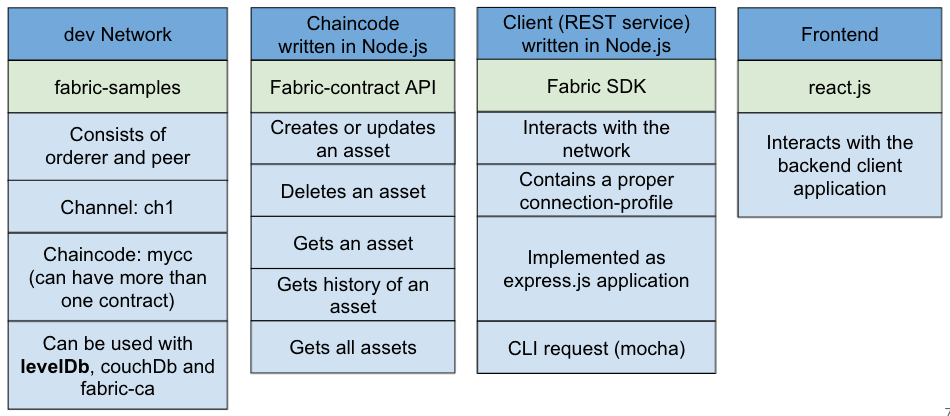 dev Network
fabric-samples
Consists of
orderer and peer
Channel: ch1
Chaincode: mycc
(can have more than
one contract)
Can be used with
levelDb, couchDb and
fabric-ca
Chaincode
written in Node.js
Fabric-contract API
Creates or updates
an asset
Deletes an asset
Gets an asset
Gets history of an
asset
Gets all assets
Client (REST service)
written in Node.js
Fabric SDK
Interacts with the
network
Contains a proper
connection-profile
Implemented as
express.js application
CLI request (mocha)
Frontend
react.js
Interacts with the
backend client
application
7